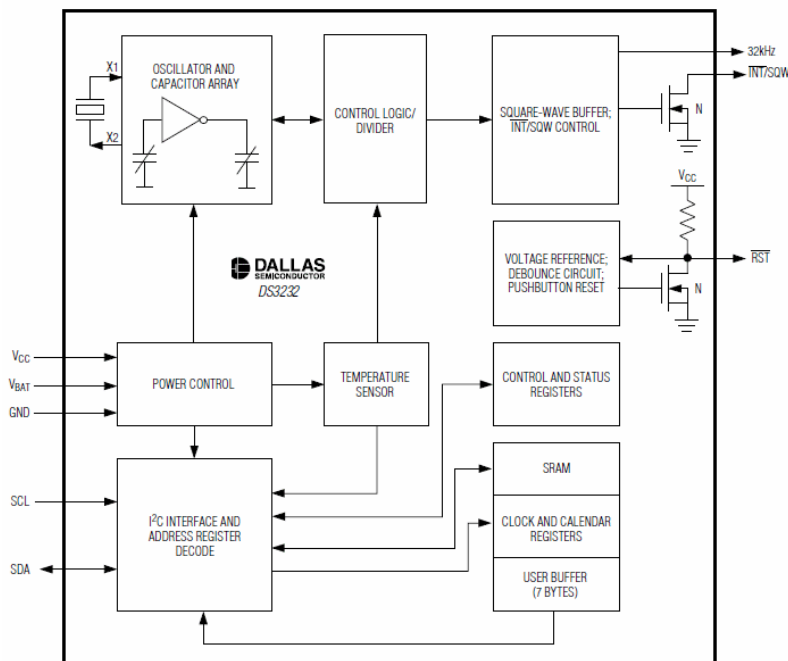 X1
X2
OSCILLATOR AND
CAPACITOR ARRAY
CONTROL LOGIC/
DIVIDER
SQUARE-WAVE BUFFER;
INT/SQW CONTROL
32kHz
INT/SQW
N
VCC
VOLTAGE REFERENCE;
DEBOUNCE CIRCUIT;
PUSHBUTTON RESET
RST
N
DALLAS
SEMICONDUCTOR
DS3232
VCC
VBAT
GND
POWER CONTROL
TEMPERATURE
SENSOR
CONTROL AND STATUS
REGISTERS
SCL
SDA
I²C INTERFACE AND
ADDRESS REGISTER
DECODE
SRAM
CLOCK AND CALENDAR
REGISTERS
USER BUFFER
(7 BYTES)